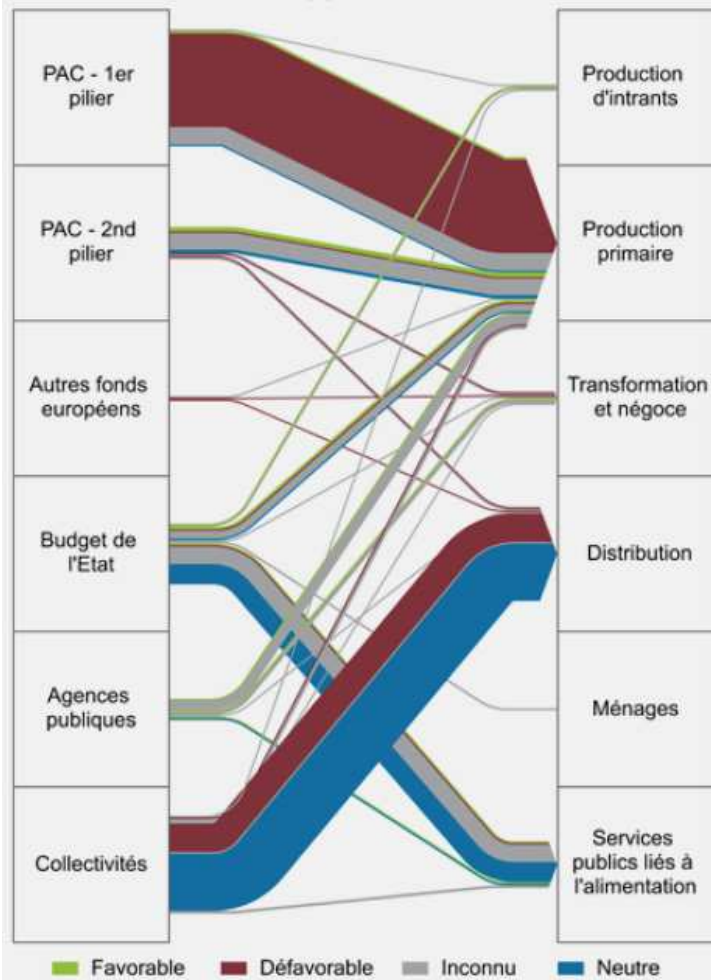 PAC - 1er
pilier
PAC - 2nd
pilier
Autres fonds
européens
Budget de
l'Etat
Agences
publiques
Collectivités
Production
d'intrants
Production
primaire
Transformation
et négoce
Distribution
Ménages
Services
publics liés à
l'alimentation
Favorable
Défavorable
Inconnu
Neutre